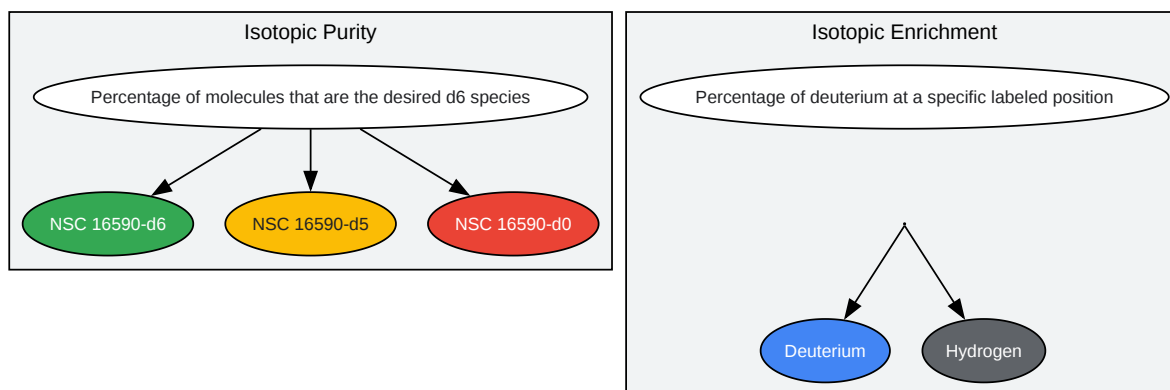 Isotopic Purity
Percentage of molecules that are the desired d6 species
NSC 16590-d6
NSC 16590-d5
NSC 16590-d0
Isotopic Enrichment
Percentage of deuterium at a specific labeled position
Deuterium
Hydrogen